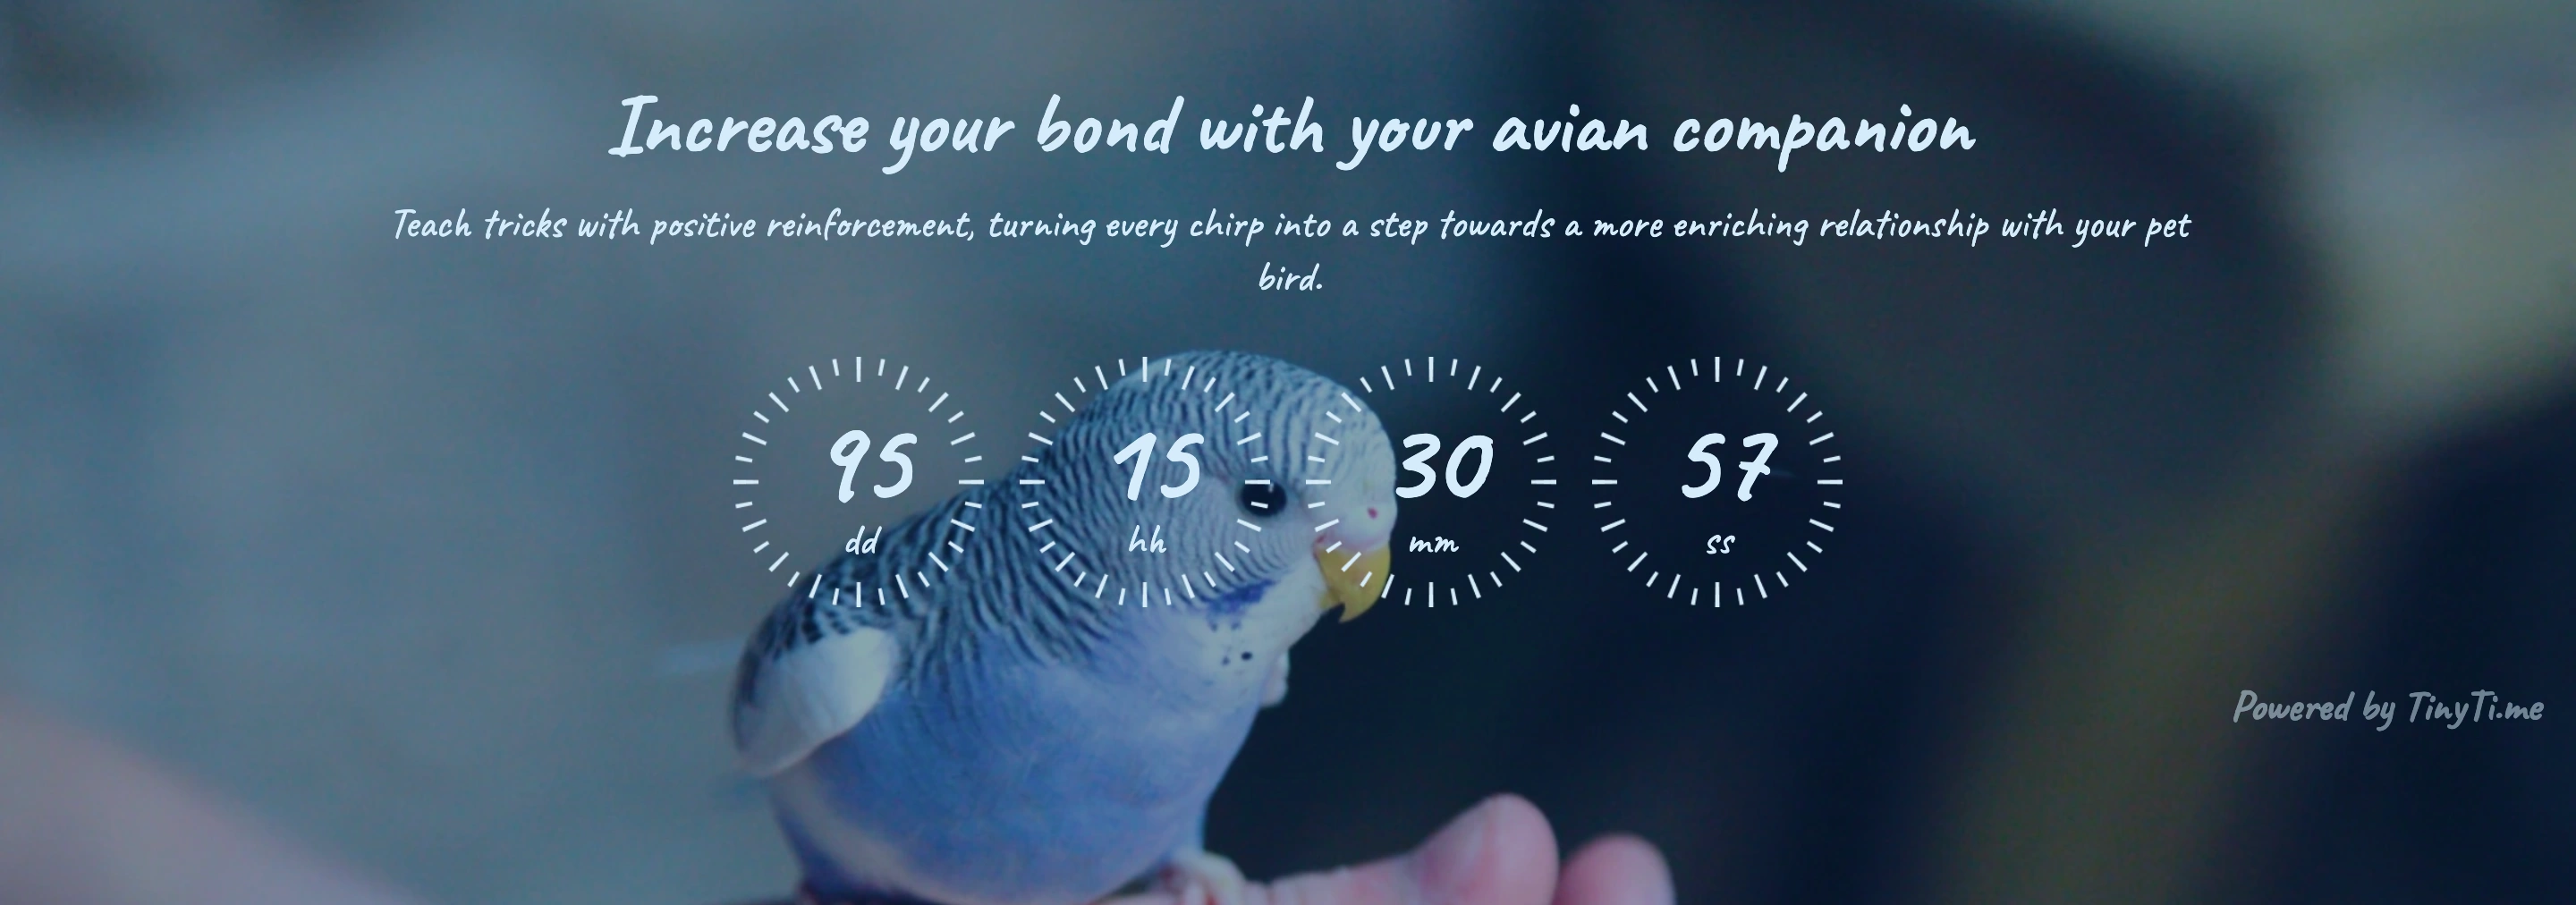 Increase your bond with your avian companion
Teach tricks with positive reinforcement, turning every chirp into a step towards a more enriching relationship with your pet
bird.
95 15 30 57
dd hh mm ss
Powered by TinyTi.me